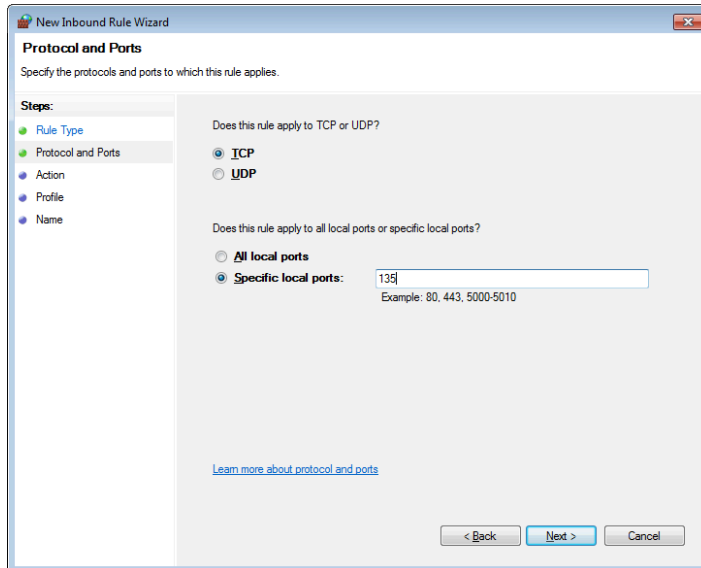 New Inbound Rule Wizard
Protocol and Ports
Specify the protocols and ports to which this rule applies.
Steps:
Rule Type
Protocol and Ports
Action
Profile
Name
Does this rule apply to TCP or UDP?
TCP
UDP
Does this rule apply to all local ports or specific local ports?
All local ports
Specific local ports: 135
Example: 80, 443, 5000-5010
Learn more about protocol and ports
< Back Next > Cancel